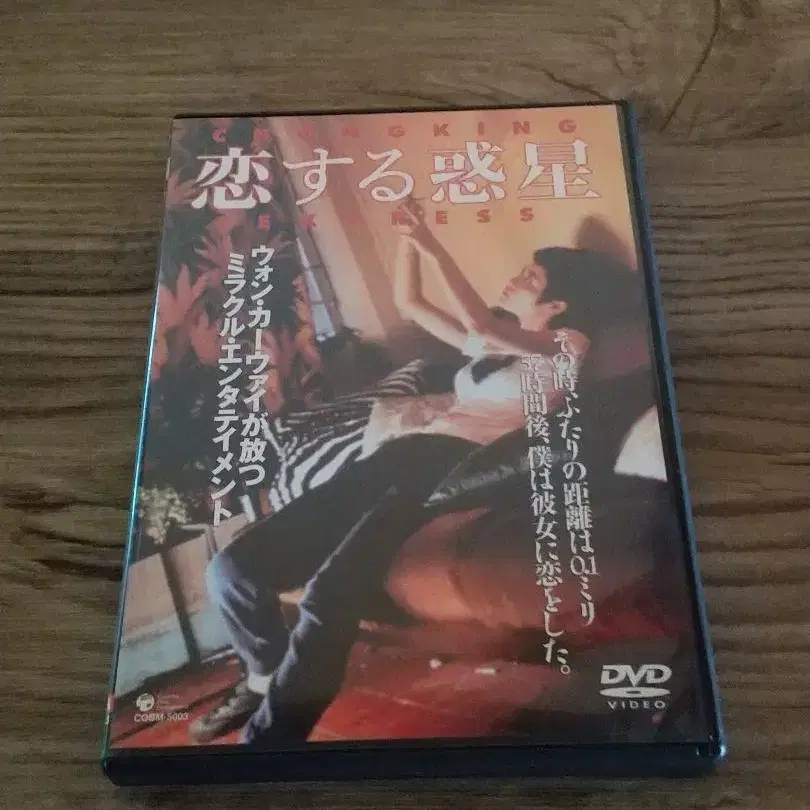 CHUNGKING
恋する惑星
EXPRESS
ウォン・カーウァイが放つ
ミラクル・エンタテイメント
その時、ふたりの距離は0.1ミリ
57時間後、僕は彼女に恋をした。
DVD
VIDEO
COBM-5003